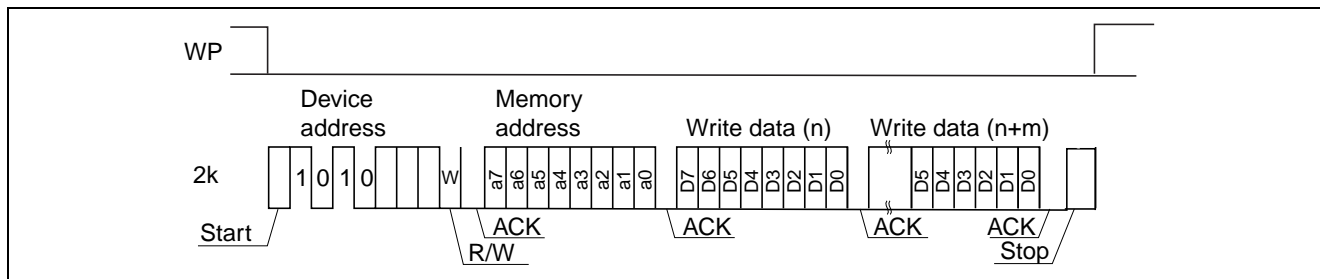 WP
Device address
Memory address
Write data (n)
Write data (n+m)
2k
1 0 1 0
W
a7 a6 a5 a4 a3 a2 a1 a0
D7 D6 D5 D4 D3 D2 D1 D0
D5 D4 D3 D2 D1 D0
Start
R/W
ACK
ACK
ACK
ACK
Stop